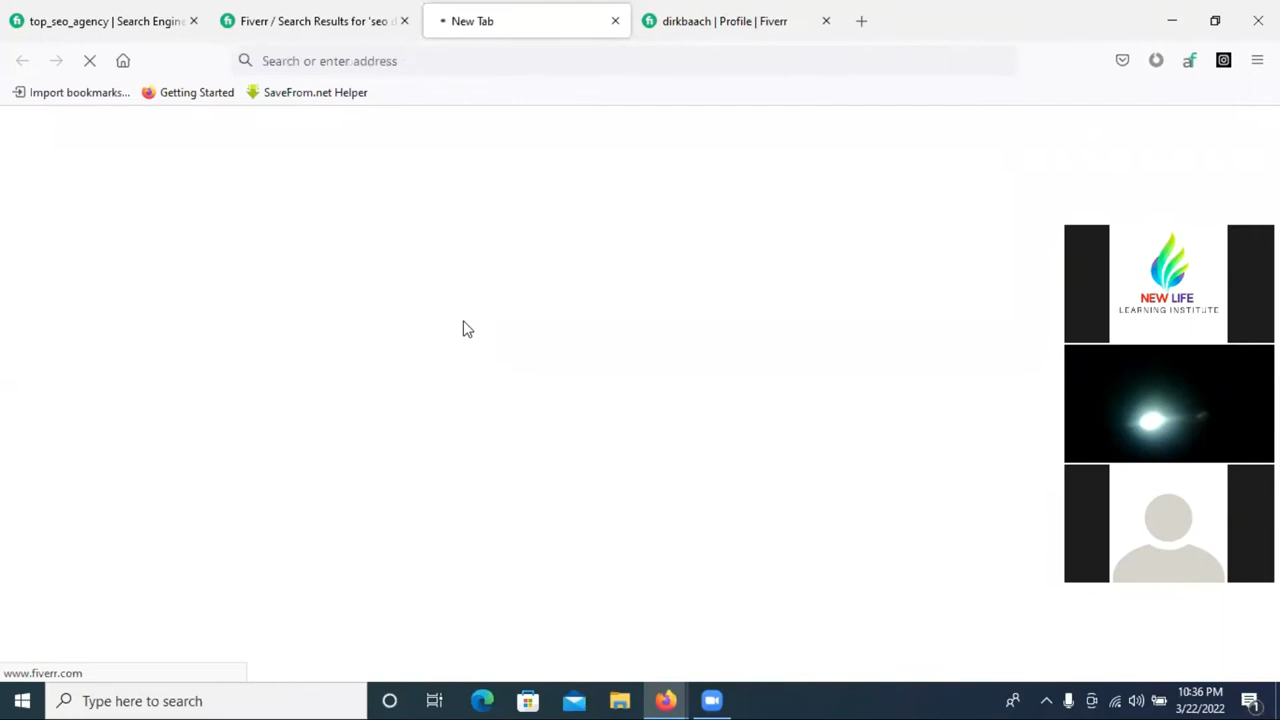 top_seo_agency | Search Engin
Fiverr / Search Results for 'seo d
New Tab
dirkbaach | Profile | Fiverr
Search or enter address
Import bookmarks...
Getting Started
SaveFrom.net Helper
NEW LIFE
LEARNING INSTITUTE
www.fiverr.com
Type here to search
10:36 PM
3/22/2022
1